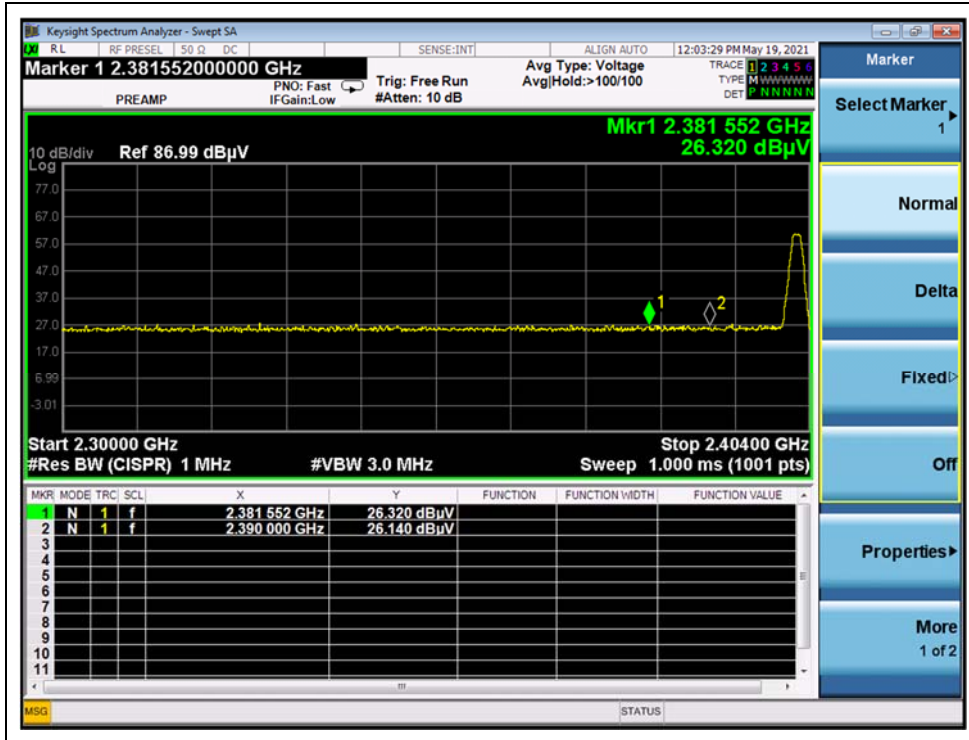 Keysight Spectrum Analyzer - Swept SA
LXI RL RF PRESEL 50 Ω DC SENSE:INT ALIGN AUTO 12:03:29 PM May 19, 2021
Marker 1 2.381552000000 GHz
PREAMP
PNO: Fast
IFGain:Low
Trig: Free Run
#Atten: 10 dB
Avg Type: Voltage
Avg|Hold:>100/100
TRACE 1 2 3 4 5 6
TYPE M WWWWW
DET P N N N N N
Mkr1 2.381 552 GHz
26.320 dBµV
10 dB/div Ref 86.99 dBµV
Log
77.0
67.0
57.0
47.0
37.0
27.0
17.0
6.99
-3.01
1
2
Start 2.30000 GHz Stop 2.40400 GHz
#Res BW (CISPR) 1 MHz #VBW 3.0 MHz Sweep 1.000 ms (1001 pts)
MKR MODE TRC SCL X Y FUNCTION FUNCTION WIDTH FUNCTION VALUE
1 N 1 f 2.381 552 GHz 26.320 dBµV
2 N 1 f 2.390 000 GHz 26.140 dBµV
3
4
5
6
7
8
9
10
11
MSG STATUS
Marker
Select Marker
1
Normal
Delta
Fixed
Off
Properties
More
1 of 2